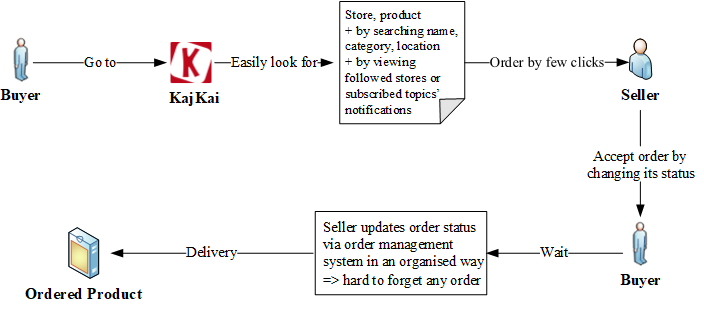 Store, product
+ by searching name,
category, location
+ by viewing
followed stores or
subscribed topics'
notifications
Go to
Easily look for
Order by few clicks
Buyer
K
KajKai
Seller
Accept order by
changing its status
Seller updates order status
via order management
system in an organised way
=> hard to forget any order
Delivery
Wait
Buyer
Ordered Product